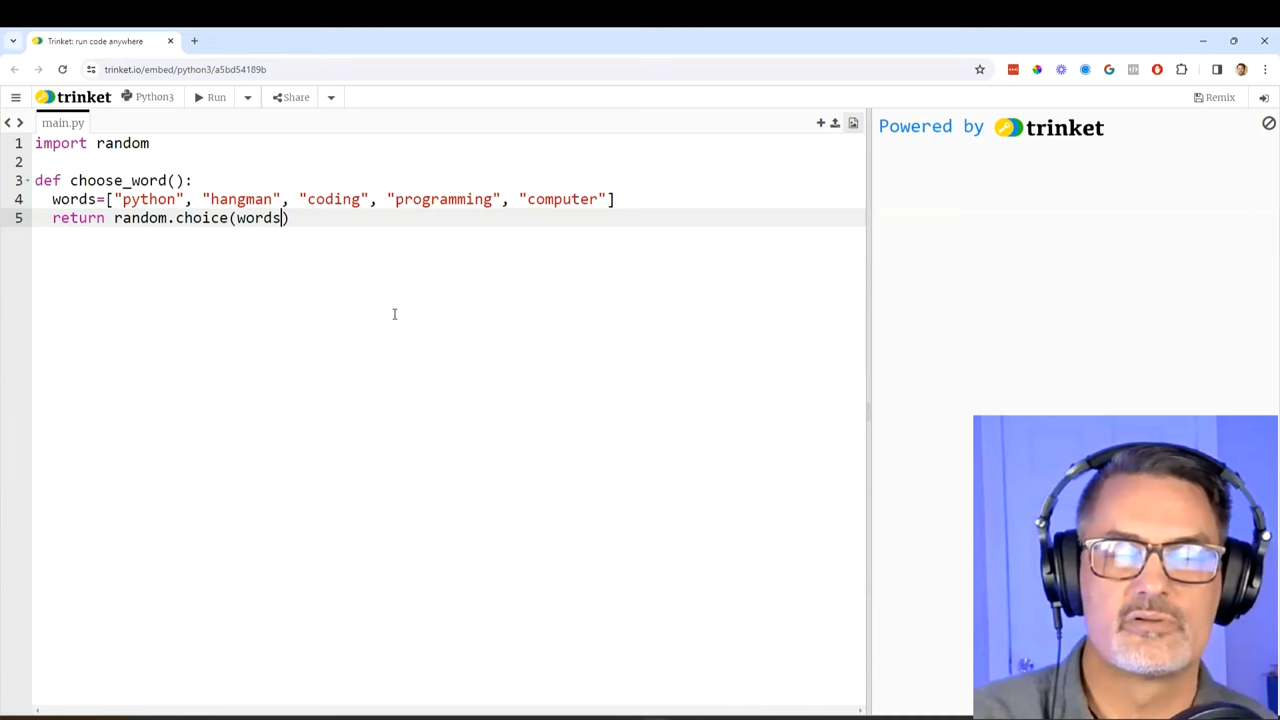 Trinket: run code anywhere
trinket.io/embed/python3/a5bd54189b
trinket Python3 Run Share Remix
main.py
Powered by trinket
1 import random
2
3 def choose_word():
4 words=["python", "hangman", "coding", "programming", "computer"]
5 return random.choice(words)